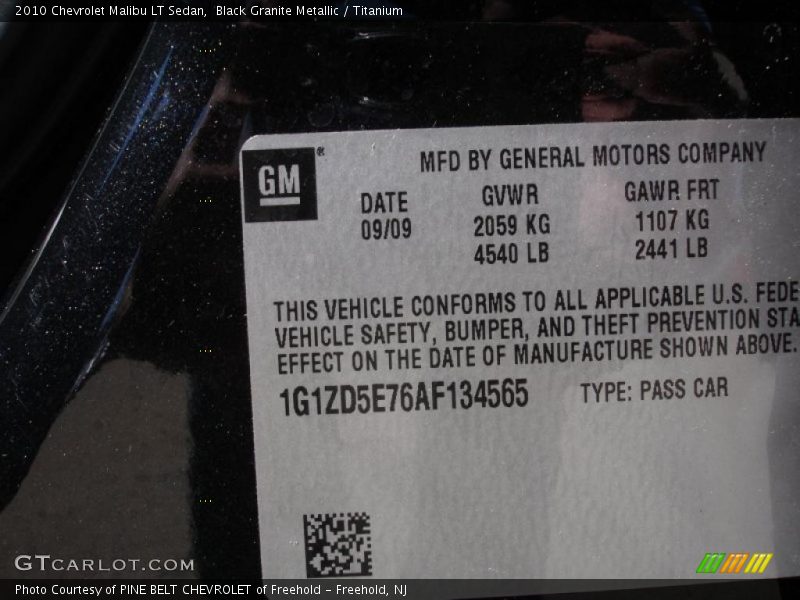 2010 Chevrolet Malibu LT Sedan, Black Granite Metallic / Titanium
GM®
MFD BY GENERAL MOTORS COMPANY
DATE GVWR GAWR FRT
09/09 2059 KG 1107 KG
4540 LB 2441 LB
THIS VEHICLE CONFORMS TO ALL APPLICABLE U.S. FEDE
VEHICLE SAFETY, BUMPER, AND THEFT PREVENTION STA
EFFECT ON THE DATE OF MANUFACTURE SHOWN ABOVE.
1G1ZD5E76AF134565 TYPE: PASS CAR
GTCARLOT.COM
Photo Courtesy of PINE BELT CHEVROLET of Freehold - Freehold, NJ